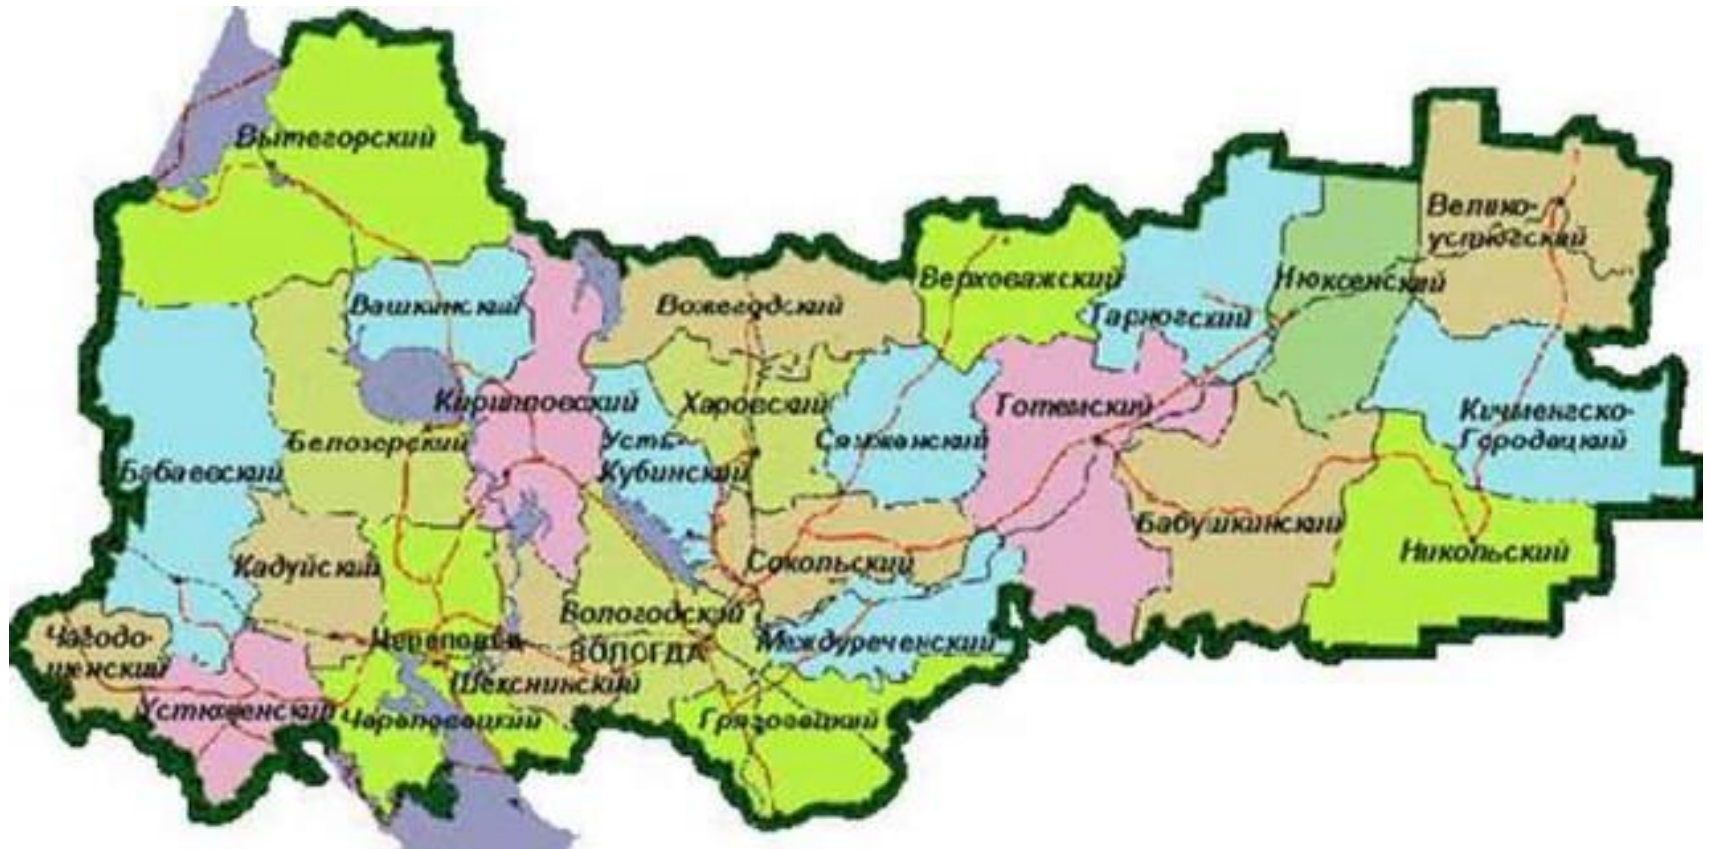 Вытегорский
Велико-
устюгский
Верховажский
Нюксенский
Вашкинский
Вожегодский
Тарногский
Кирилловский
Харовский
Тотемский
Кичменгско-
Городецкий
Белозерский
Усть-
Кубинский
Сямженский
Бабаевский
Бабушкинский
Никольский
Кадуйский
Сокольский
Вологодский
Чагодо-
щенский
Череповец
ВОЛОГДА
Междуреченский
Шекснинский
Устюженский
Череповецкий
Грязовецкий